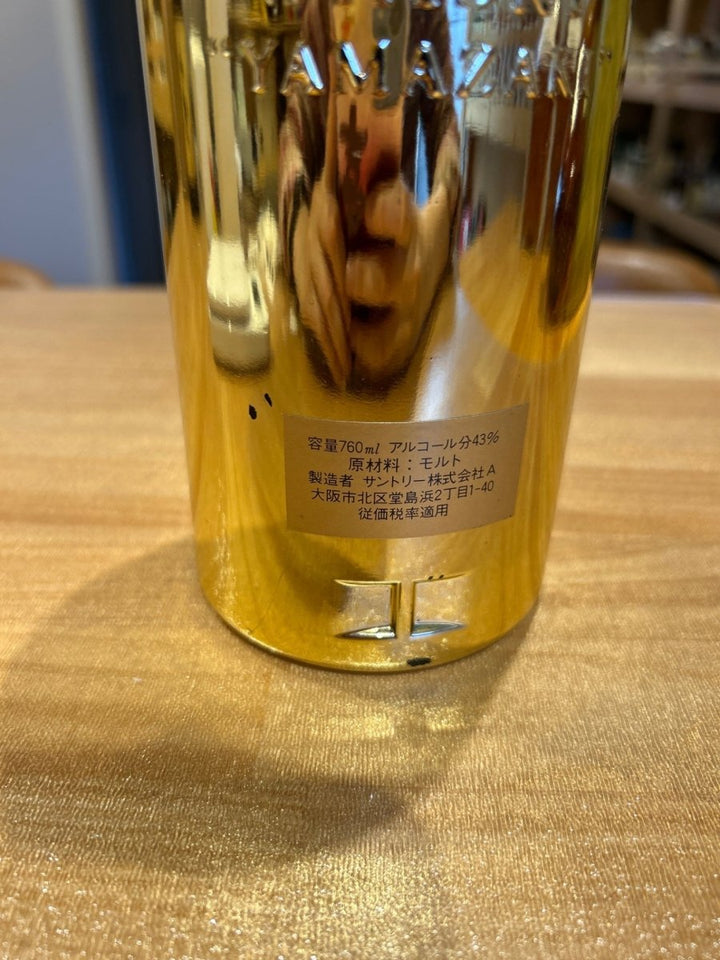 YAMAZAKI
容量760ml アルコール分43%
原材料：モルト
製造者 サントリー株式会社A
大阪市北区堂島浜2丁目1-40
従価税率適用